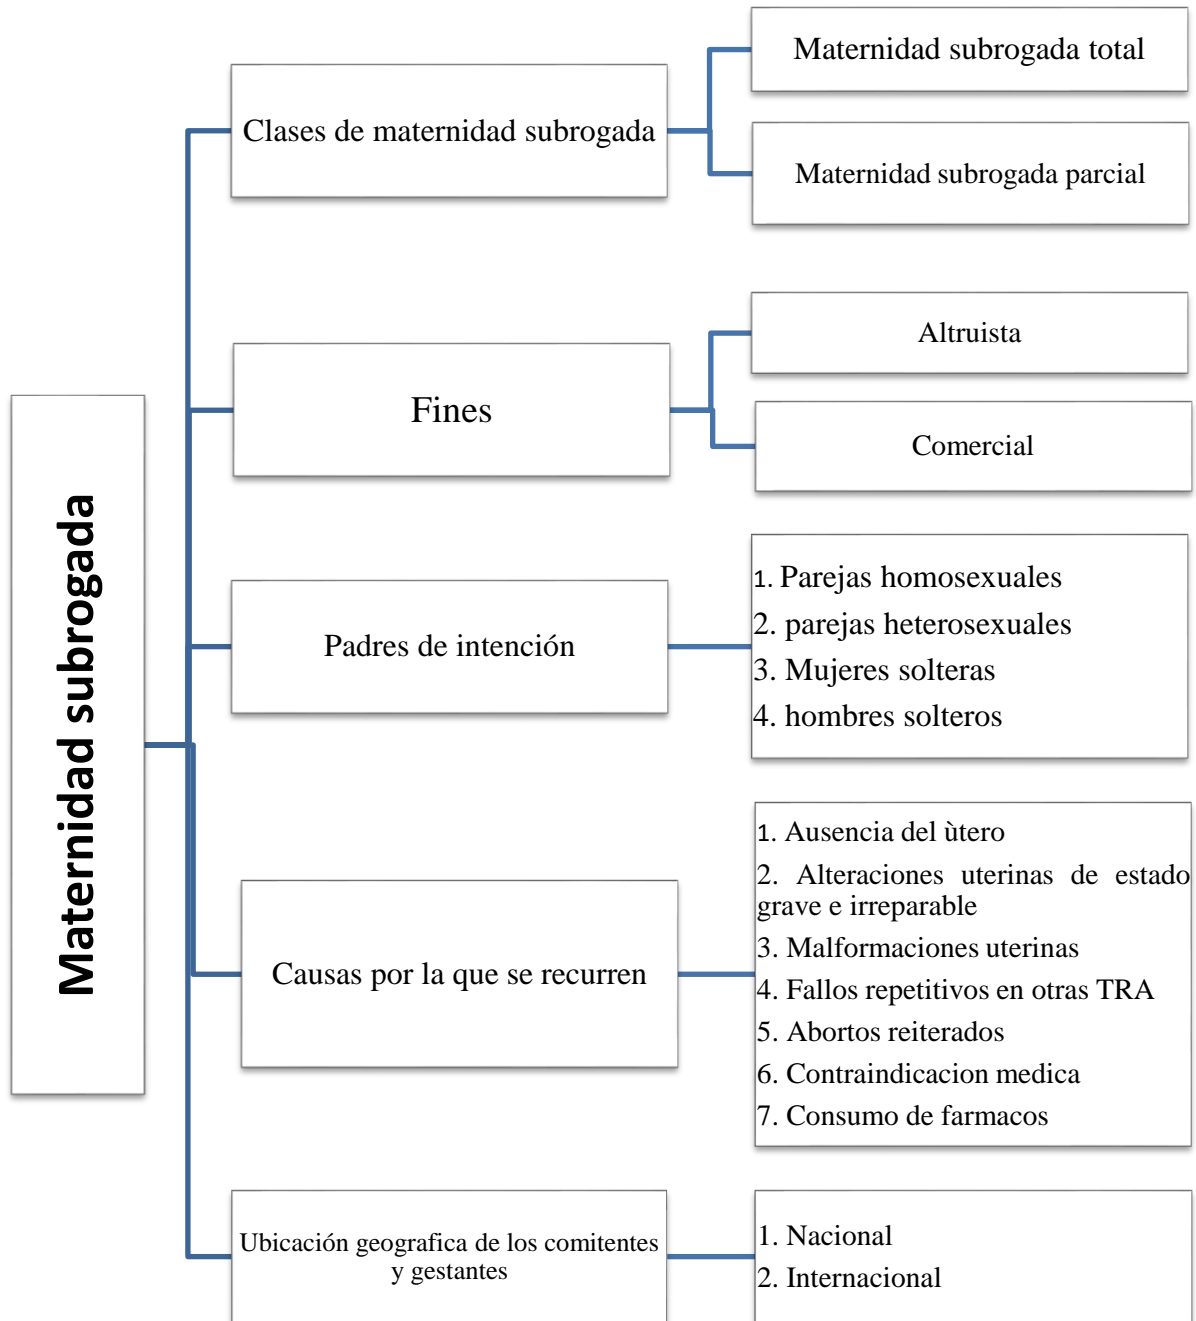 Maternidad subrogada
Clases de maternidad subrogada
Maternidad subrogada total
Maternidad subrogada parcial
Fines
Altruista
Comercial
Padres de intención
1. Parejas homosexuales
2. parejas heterosexuales
3. Mujeres solteras
4. hombres solteros
Causas por la que se recurren
1. Ausencia del ùtero
2. Alteraciones uterinas de estado
grave e irreparable
3. Malformaciones uterinas
4. Fallos repetitivos en otras TRA
5. Abortos reiterados
6. Contraindicacion medica
7. Consumo de farmacos
Ubicación geografica de los comitentes
y gestantes
1. Nacional
2. Internacional